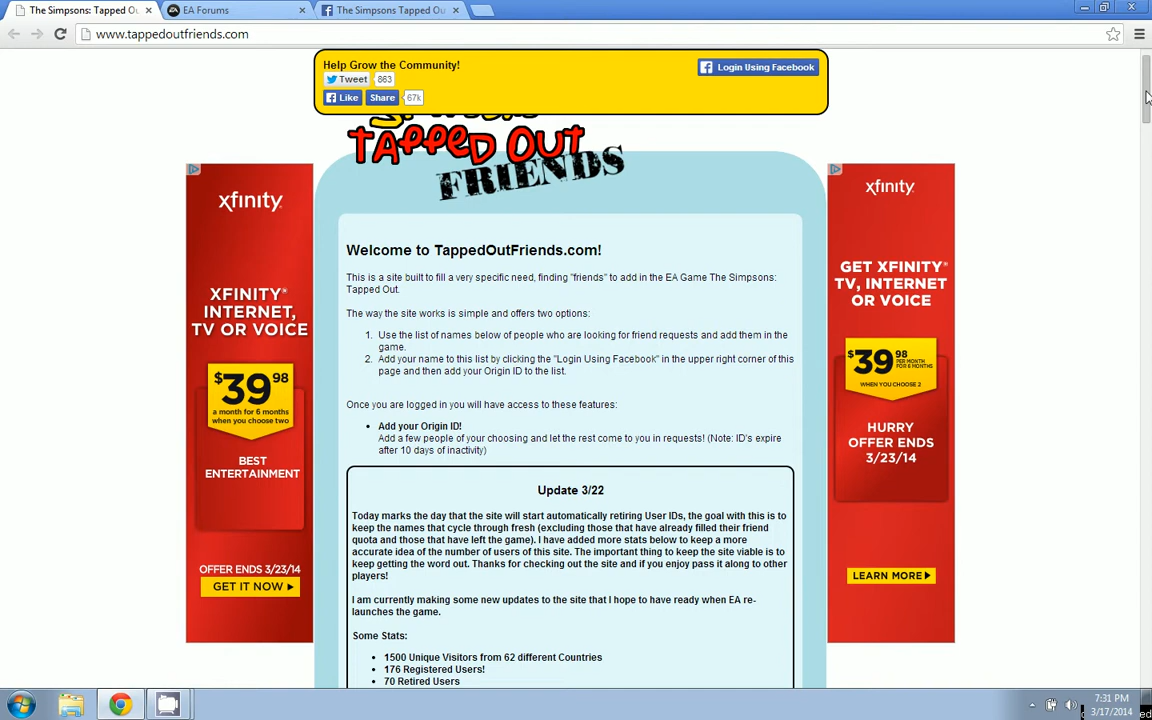 The Simpsons: Tapped O
EA Forums
The Simpsons Tapped Ou
www.tappedoutfriends.com
Help Grow the Community!
Login Using Facebook
Tweet 863
Like Share 67k
TAPPED OUT
FRIENDS
xfinity
XFINITY®
INTERNET,
TV OR VOICE
$39.98
a month for 6 months
when you choose two
BEST
ENTERTAINMENT
OFFER ENDS 3/23/14
GET IT NOW
Welcome to TappedOutFriends.com!
This is a site built to fill a very specific need, finding "friends" to add in the EA Game The Simpsons:
Tapped Out.
The way the site works is simple and offers two options:
1. Use the list of names below of people who are looking for friend requests and add them in the
game.
2. Add your name to this list by clicking the "Login Using Facebook" in the upper right corner of this
page and then add your Origin ID to the list.
Once you are logged in you will have access to these features:
• Add your Origin ID!
Add a few people of your choosing and let the rest come to you in requests! (Note: ID's expire
after 10 days of inactivity)
Update 3/22
Today marks the day that the site will start automatically retiring User IDs, the goal with this is to
keep the names that cycle through fresh (excluding those that have already filled their friend
quota and those that have left the game). I have added more stats below to keep a more
accurate idea of the number of users of this site. The important thing to keep the site viable is to
keep getting the word out. Thanks for checking out the site and if you enjoy pass it along to other
players!
I am currently making some new updates to the site that I hope to have ready when EA re-
launches the game.
Some Stats:
• 1500 Unique Visitors from 62 different Countries
• 176 Registered Users!
• 70 Retired Users
xfinity
GET XFINITY®
TV, INTERNET
OR VOICE
$39.98
PER MONTH
FOR 6 MONTHS
WHEN YOU CHOOSE 2
HURRY
OFFER ENDS
3/23/14
LEARN MORE
7:31 PM
3/17/2014